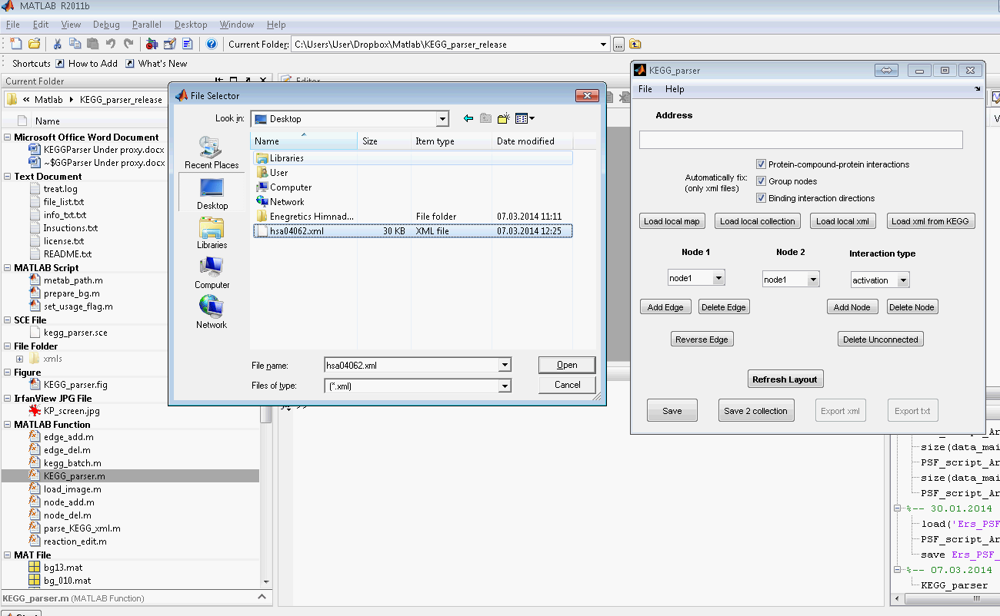 MATLAB R2011b
File Edit View Debug Parallel Desktop Window Help
Current Folder: C:\Users\User\Dropbox\Matlab\KEGG_parser_release
Shortcuts How to Add What's New
Current Folder
Editor
« Matlab KEGG_parser_release
Name
Microsoft Office Word Document
KEGGParser Under proxy.docx
~$GGParser Under proxy.docx
Text Document
treat.log
file_list.txt
info_txt.txt
Insuctions.txt
license.txt
README.txt
MATLAB Script
metab_path.m
prepare_bg.m
set_usage_flag.m
SCE File
kegg_parser.sce
File Folder
xmls
Figure
KEGG_parser.fig
IrfanView JPG File
KP_screen.jpg
MATLAB Function
edge_add.m
edge_del.m
kegg_batch.m
KEGG_parser.m
load_image.m
node_add.m
node_del.m
parse_KEGG_xml.m
reaction_edit.m
MAT File
bg13.mat
bg_010.mat
KEGG_parser.m (MATLAB Function)
File Selector
Look in: Desktop
Recent Places
Desktop
Libraries
Computer
Network
Name Size Item type Date modified
Libraries
User
Computer
Network
Enegretics Himnad... File folder 07.03.2014 11:11
hsa04062.xml 30 KB XML file 07.03.2014 12:25
File name: hsa04062.xml Open
Files of type: (*.xml) Cancel
>>
KEGG_parser
File Help
Address
Automatically fix:
(only xml files)
Protein-compound-protein interactions
Group nodes
Binding interaction directions
Load local map Load local collection Load local xml Load xml from KEGG
Node 1 Node 2 Interaction type
node1 node1 activation
Add Edge Delete Edge Add Node Delete Node
Reverse Edge Delete Unconnected
Refresh Layout
Save Save 2 collection Export xml Export txt
size(data_mai
PSF_script_Ar
size(data_mai
PSF_script_Ar
%-- 30.01.2014
load('Ers_PSF
PSF_script_Ar
save Ers_PSF_
%-- 07.03.2014
KEGG_parser